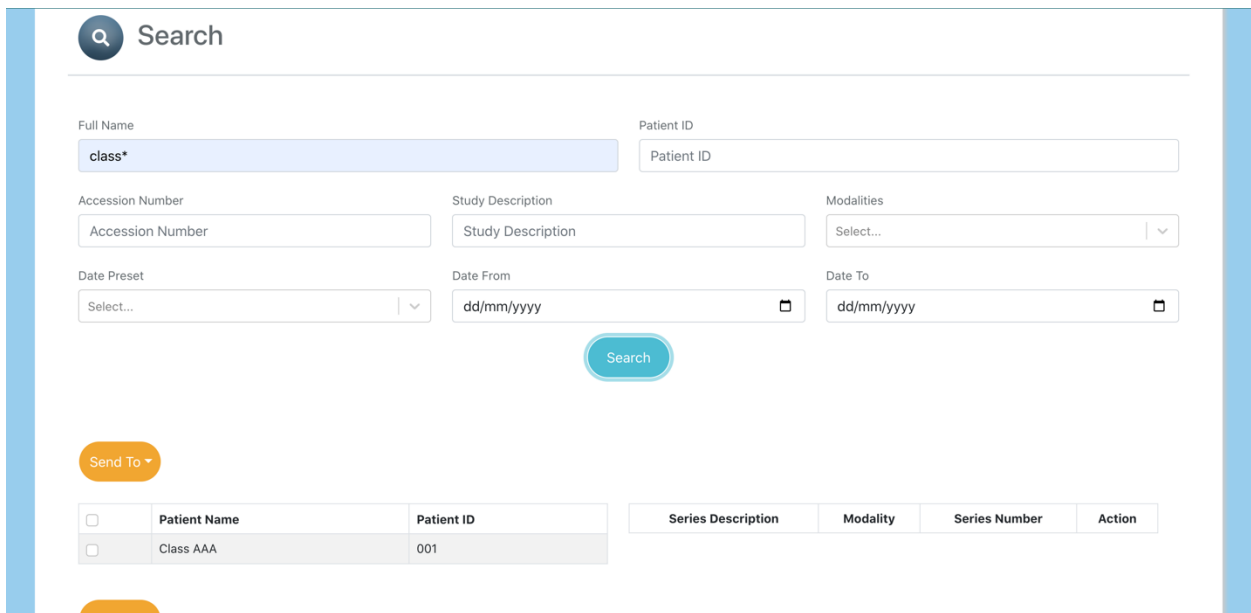 Search
Full Name Patient ID
class* Patient ID
Accession Number Study Description Modalities
Accession Number Study Description Select...
Date Preset Date From Date To
Select... dd/mm/yyyy dd/mm/yyyy
Search
Send To
Patient Name Patient ID Series Description Modality Series Number Action
Class AAA 001